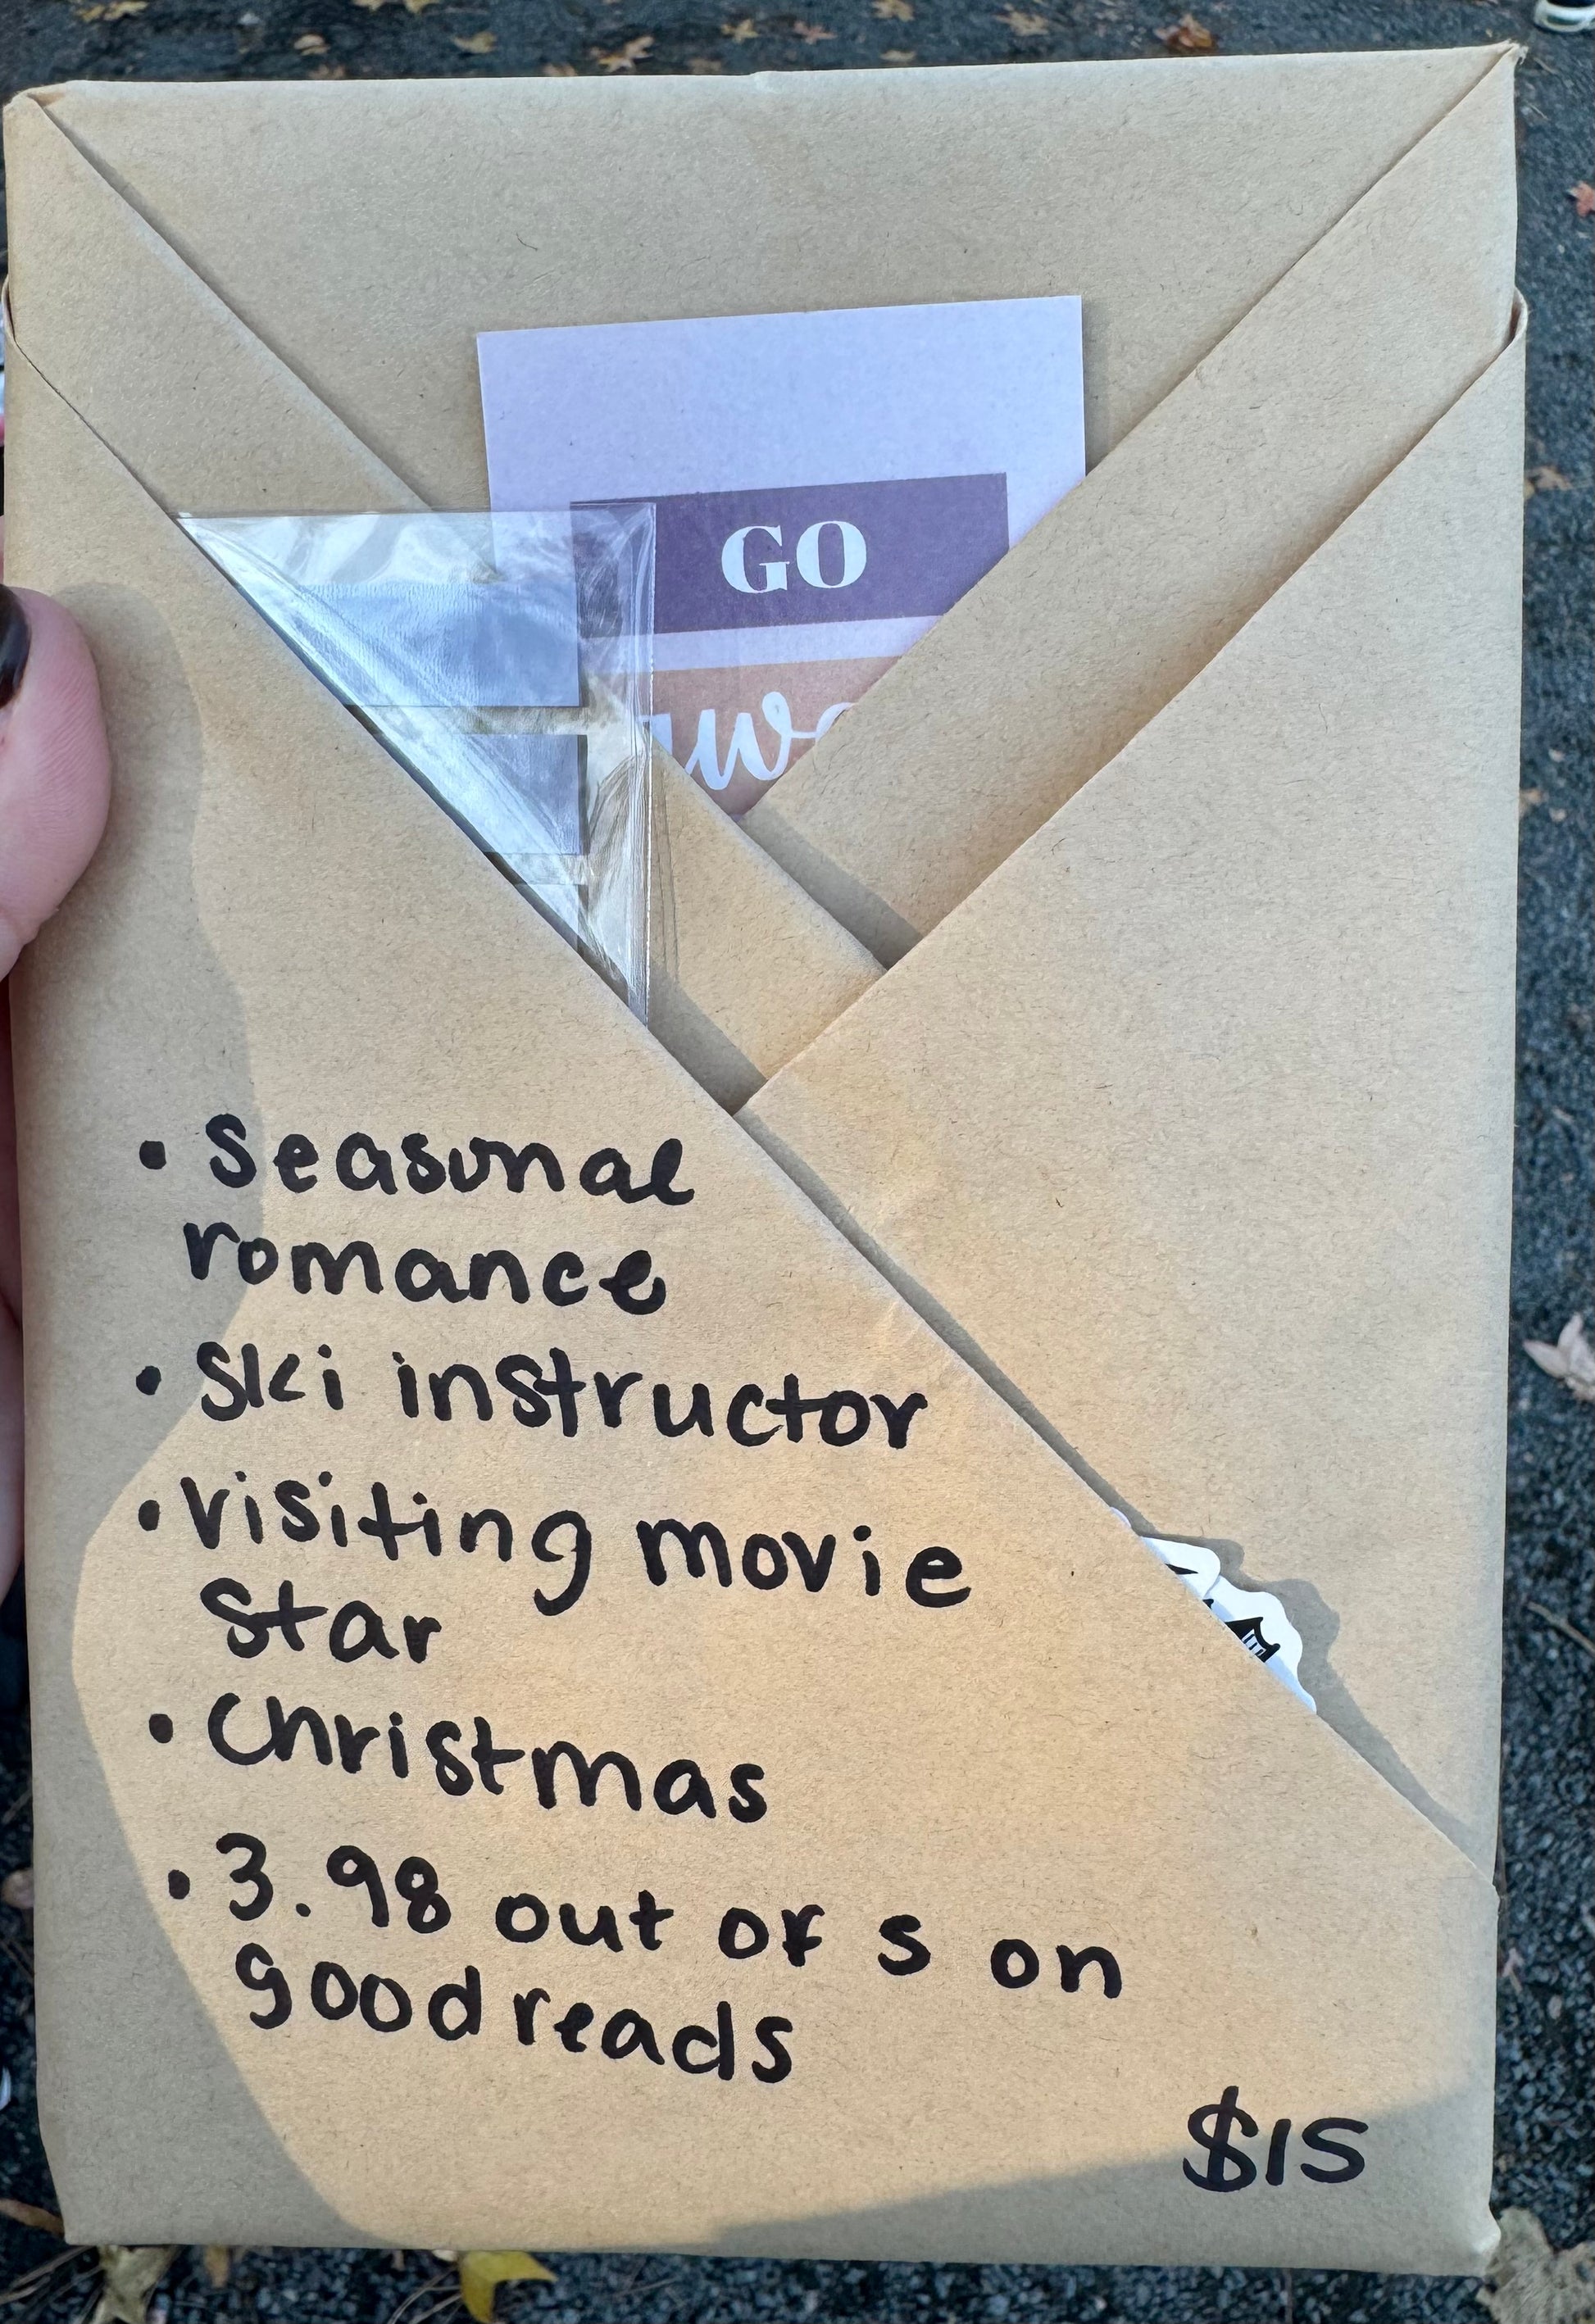 GO
• seasonal
romance
• ski instructor
• visiting movie
star
• Christmas
• 3.98 out of 5 on
goodreads
$15